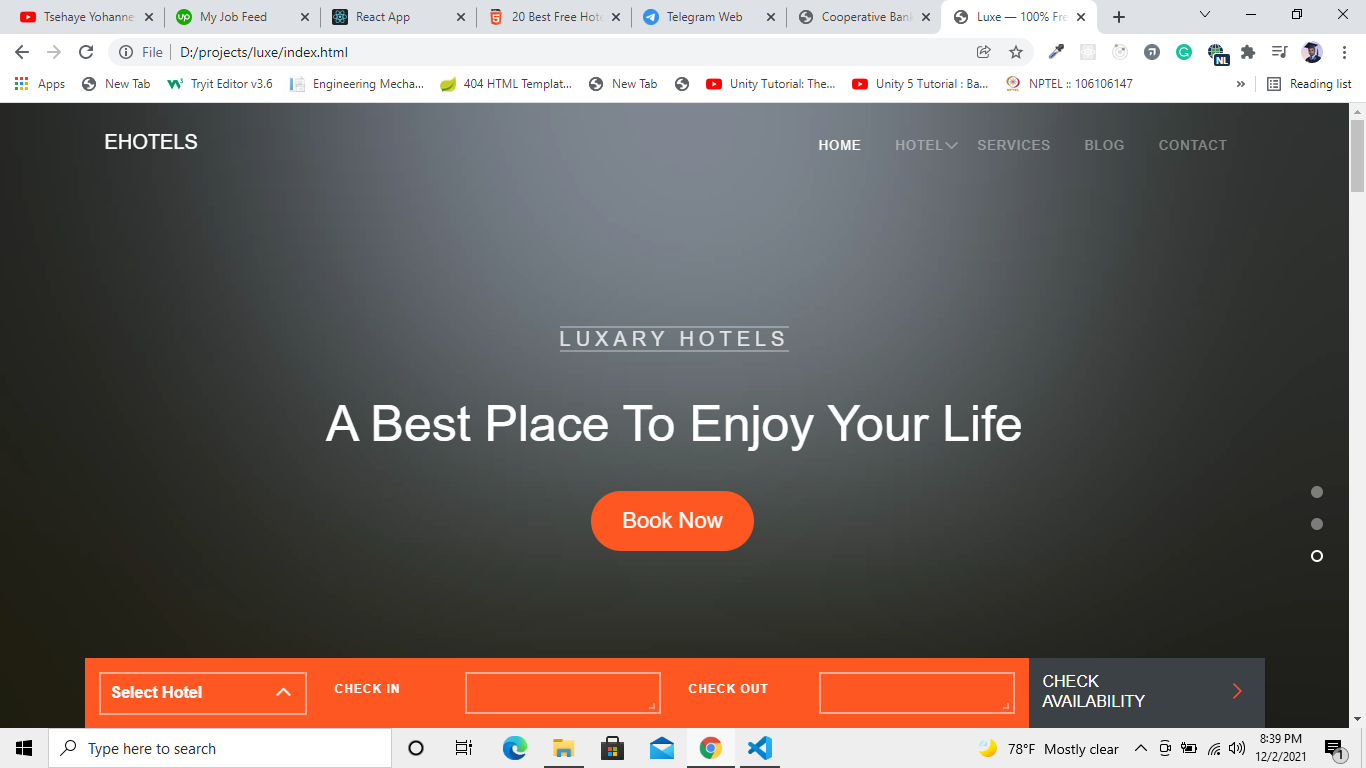 Tsehaye Yohanne
My Job Feed
React App
20 Best Free Hote
Telegram Web
Cooperative Bank
Luxe — 100% Fre
File
D:/projects/luxe/index.html
NL
Apps
New Tab
Tryit Editor v3.6
Engineering Mecha...
404 HTML Templat...
New Tab
Unity Tutorial: The...
Unity 5 Tutorial : Ba...
NPTEL :: 106106147
»
Reading list
EHOTELS
HOME
HOTEL
SERVICES
BLOG
CONTACT
LUXARY HOTELS
A Best Place To Enjoy Your Life
Book Now
Select Hotel
CHECK IN
CHECK OUT
CHECK
AVAILABILITY
Type here to search
78°F Mostly clear
8:39 PM
12/2/2021
1